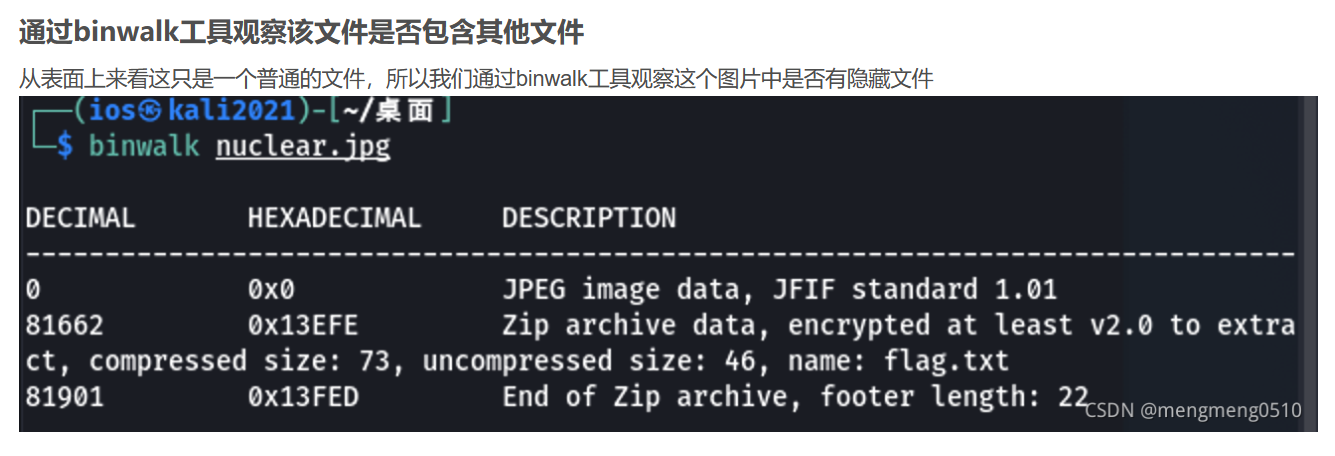 通过binwalk工具观察该文件是否包含其他文件
从表面上来看这只是一个普通的文件，所以我们通过binwalk工具观察这个图片中是否有隐藏文件
┌──(ios㉿kali2021)-[~/桌面]
└─$ binwalk nuclear.jpg
DECIMAL HEXADECIMAL DESCRIPTION
--------------------------------------------------------------------------------
0 0x0 JPEG image data, JFIF standard 1.01
81662 0x13EFE Zip archive data, encrypted at least v2.0 to extra
ct, compressed size: 73, uncompressed size: 46, name: flag.txt
81901 0x13FED End of Zip archive, footer length: 22
CSDN @mengmeng0510